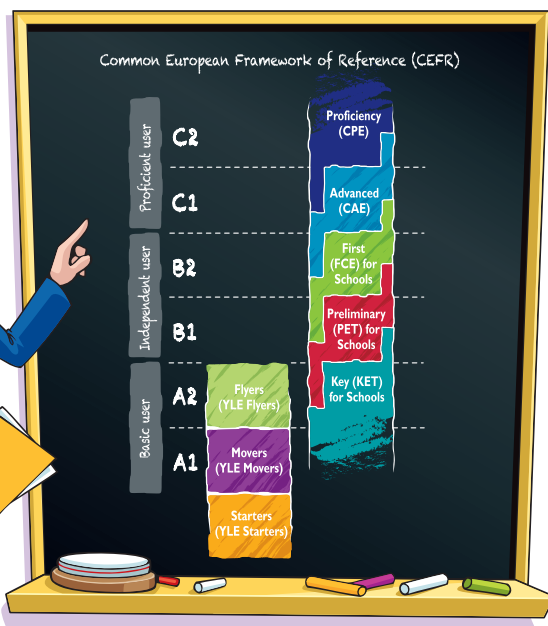 Common European Framework of Reference (CEFR)
Proficient user
C2
C1
Independent user
B2
B1
Basic user
A2
A1
Proficiency
(CPE)
Advanced
(CAE)
First
(FCE) for
Schools
Preliminary
(PET) for
Schools
Key (KET)
for Schools
Flyers
(YLE Flyers)
Movers
(YLE Movers)
Starters
(YLE Starters)